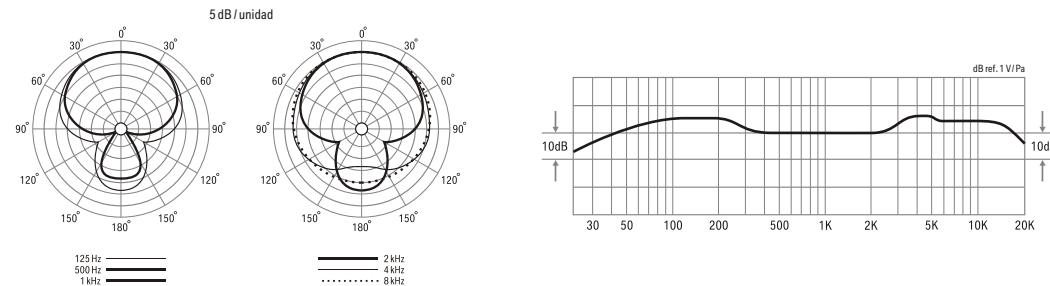 5 dB / unidad
0° 0°
30° 30° 30° 30°
60° 60° 60° 60°
90° 90° 90° 90°
120° 120° 120° 120°
150° 150° 150° 150°
180° 180°
125 Hz
500 Hz
1 kHz
2 kHz
4 kHz
8 kHz
dB ref. 1 V/Pa
10dB 10d
30 50 100 200 500 1K 2K 5K 10K 20K